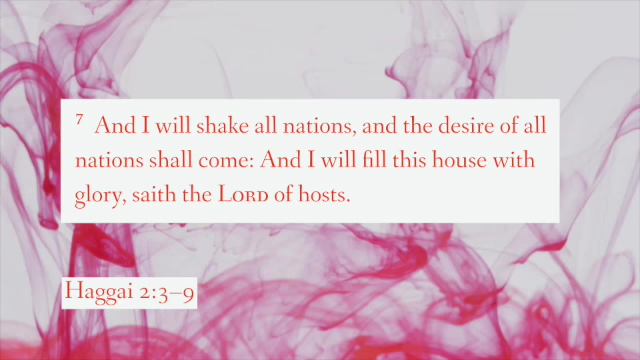 7 And I will shake all nations, and the desire of all
nations shall come: And I will fill this house with
glory, saith the LORD of hosts.
Haggai 2:3–9